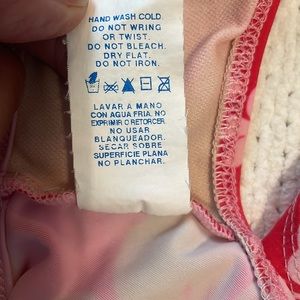 HAND WASH COLD.
DO NOT WRING
OR TWIST.
DO NOT BLEACH.
DRY FLAT.
DO NOT IRON.
LAVAR A MANO
CON AGUA FRIA. NO
EXPRIMIR O RETORCER
NO USAR
BLANQUEADOR.
SECAR SOBRE
SUPERFICIE PLANA
NO PLANCHAR.